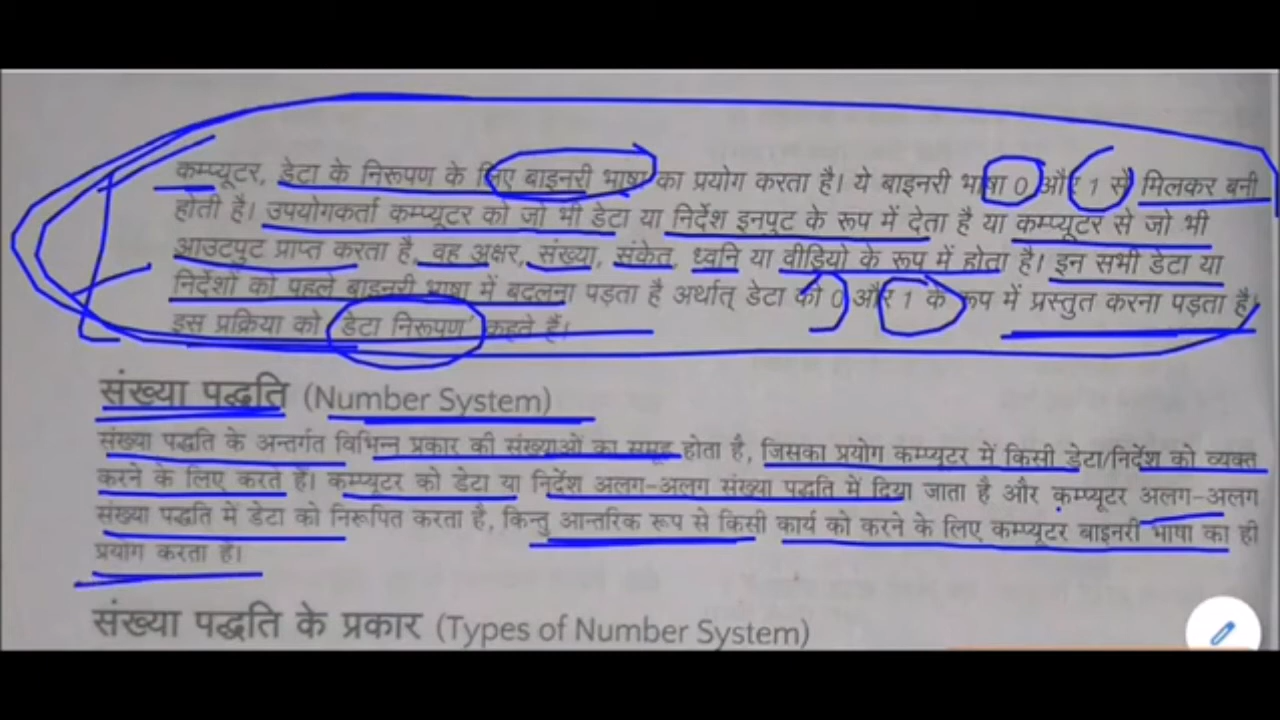 कम्प्यूटर, डेटा के निरूपण के लिए बाइनरी भाषा का प्रयोग करता है। ये बाइनरी भाषा 0 और 1 से मिलकर बनी
होती है। उपयोगकर्ता कम्प्यूटर को जो भी डेटा या निर्देश इनपुट के रूप में देता है या कम्प्यूटर से जो भी
आउटपुट प्राप्त करता है, वह अक्षर, संख्या, संकेत, ध्वनि या वीडियो के रूप में होता है। इन सभी डेटा या
निर्देशों को पहले बाइनरी भाषा में बदलना पड़ता है अर्थात् डेटा को 0 और 1 के रूप में प्रस्तुत करना पड़ता है।
इस प्रक्रिया को 'डेटा निरूपण' कहते हैं।
संख्या पद्धति (Number System)
संख्या पद्धति के अन्तर्गत विभिन्न प्रकार की संख्याओं का समूह होता है, जिसका प्रयोग कम्प्यूटर में किसी डेटा/निर्देश को व्यक्त
करने के लिए करते हैं। कम्प्यूटर को डेटा या निर्देश अलग-अलग संख्या पद्धति में दिया जाता है और कम्प्यूटर अलग-अलग
संख्या पद्धति में डेटा को निरूपित करता है, किन्तु आन्तरिक रूप से किसी कार्य को करने के लिए कम्प्यूटर बाइनरी भाषा का ही
प्रयोग करता है।
संख्या पद्धति के प्रकार (Types of Number System)